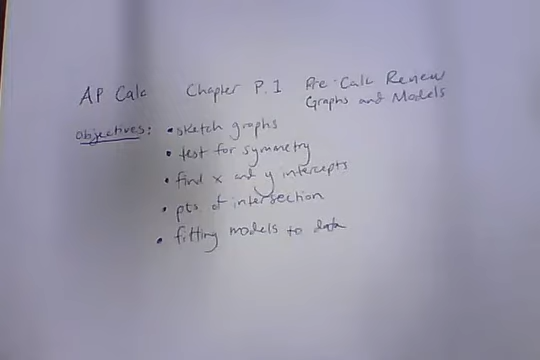 AP Calc Chapter P.1 Pre-Calc Review
Graphs and Models
objectives: • sketch graphs
• test for symmetry
• find x and y intercepts
• pts of intersection
• fitting models to data